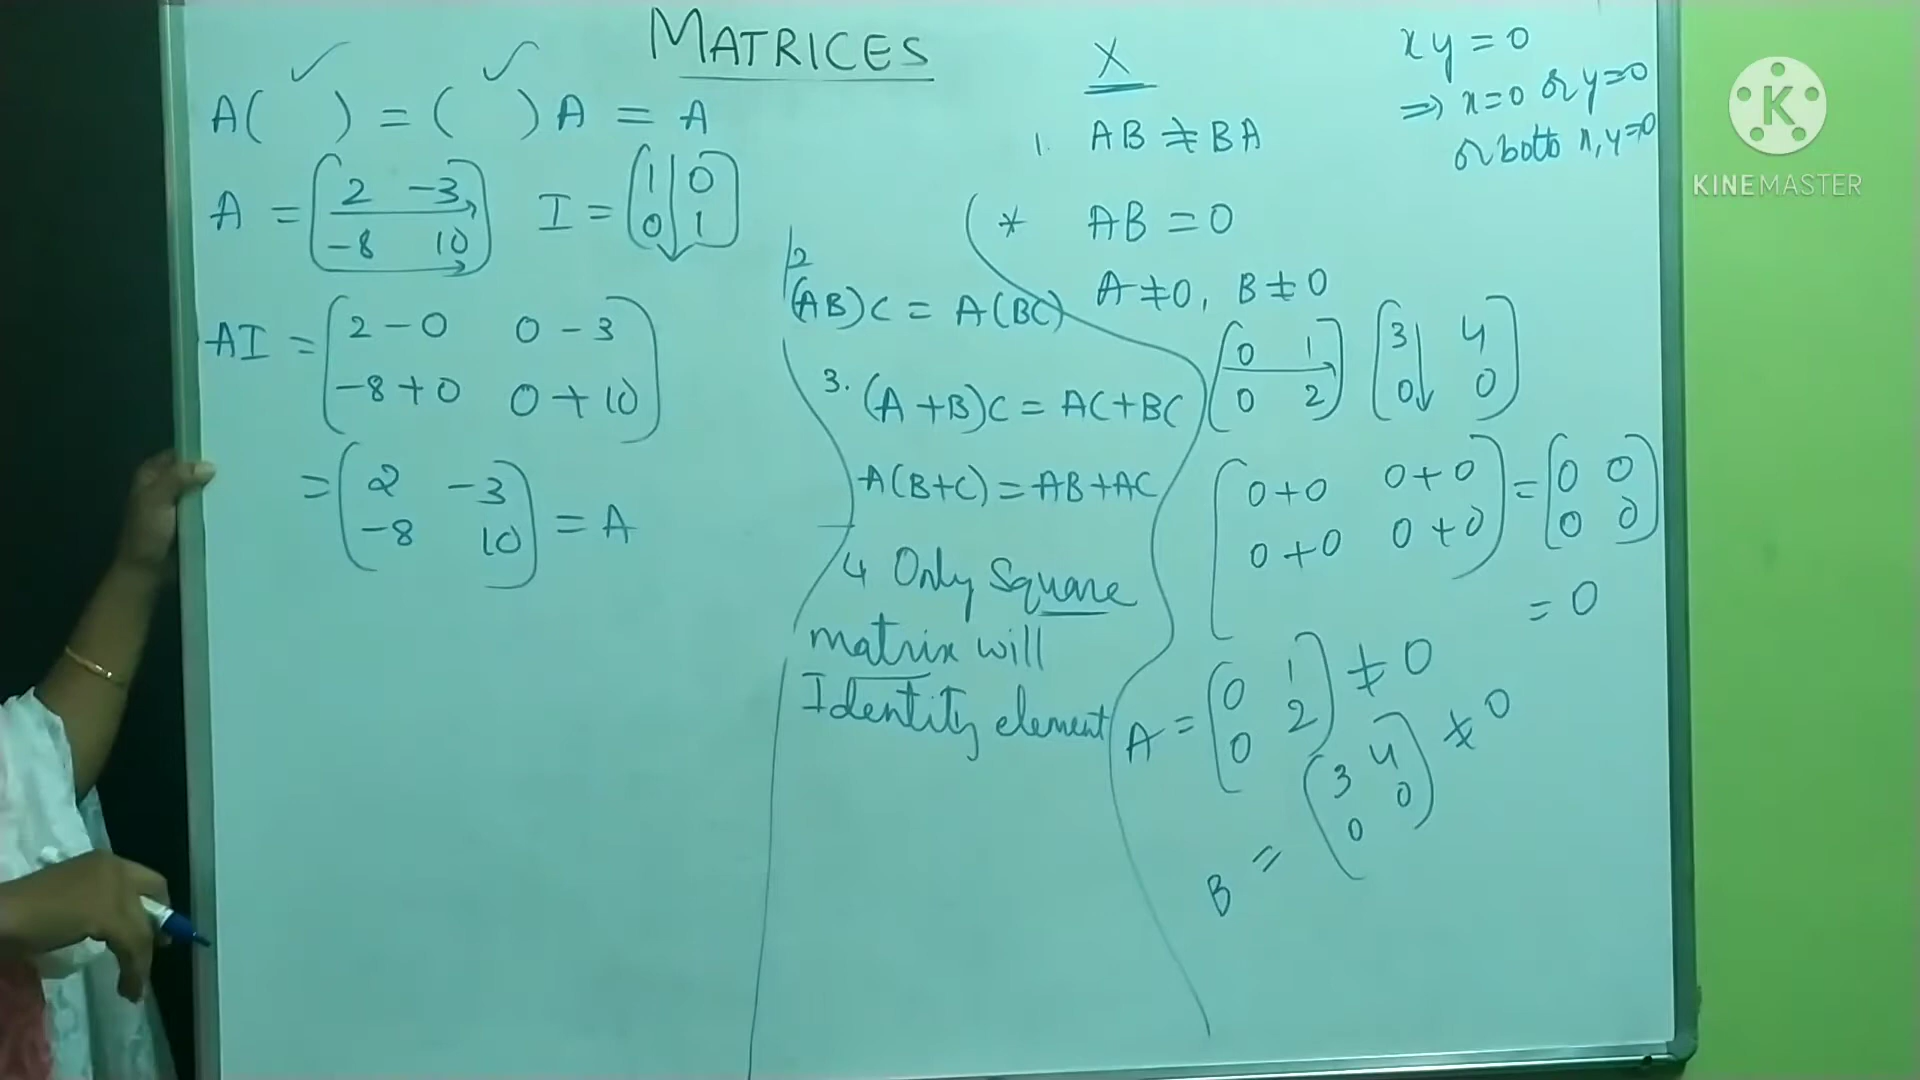 MATRICES
A( ✓ ) = ( ✓ ) A = A
A = (2 -3
-8 10)
I = (1 0
0 1)
AI = (2-0 0-3
-8+0 0+10)
= (2 -3
-8 10) = A
2
(AB)C = A(BC)
3. (A+B)C = AC+BC
A(B+C) = AB+AC
4 Only Square
matrix will
Identity element
X
1. AB ≠ BA
* AB = 0
A≠0, B≠0
(0 1
0 2) (3 4
0 0)
(0+0 0+0
0+0 0+0) = (0 0
0 0)
= 0
A = (0 1
0 2) ≠ 0
B = (3 4
0 0) ≠ 0
xy = 0
⇒ x=0 or y=0
or both x,y=0
K
KINEMASTER